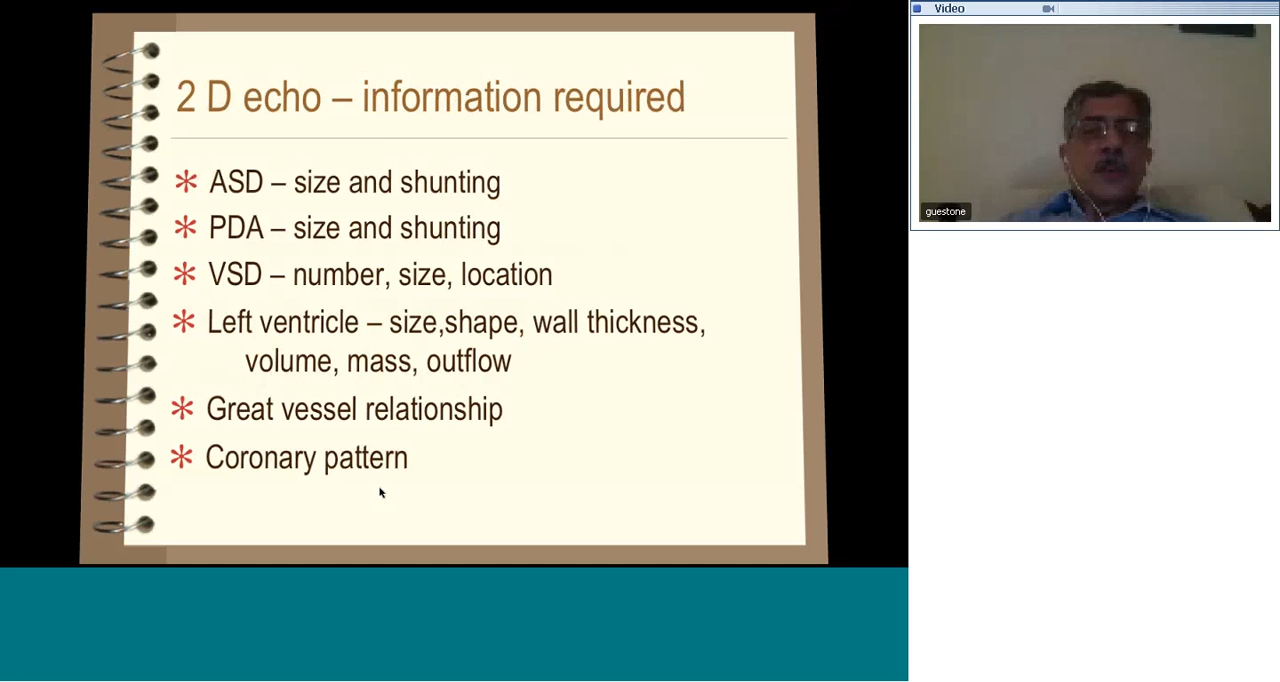 2 D echo – information required
* ASD – size and shunting
* PDA – size and shunting
* VSD – number, size, location
* Left ventricle – size,shape, wall thickness,
volume, mass, outflow
* Great vessel relationship
* Coronary pattern
Video
guestone